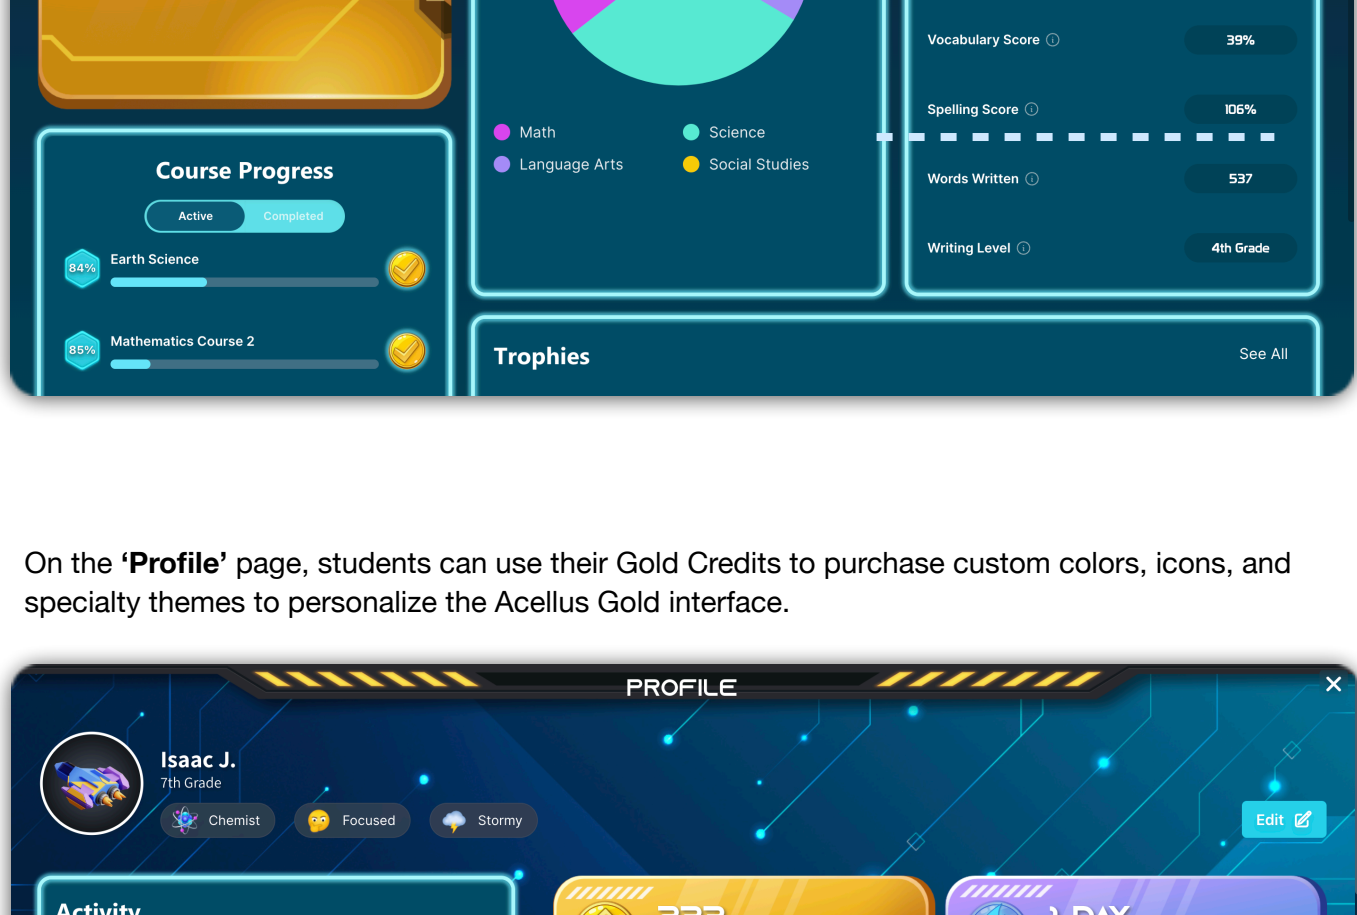 Vocabulary Score 39%
Spelling Score 106%
Math
Science
Language Arts
Social Studies
Words Written 537
Writing Level 4th Grade
Course Progress
Active Completed
84% Earth Science
85% Mathematics Course 2
Trophies
See All
On the ‘Profile’ page, students can use their Gold Credits to purchase custom colors, icons, and
specialty themes to personalize the Acellus Gold interface.
PROFILE
Isaac J.
7th Grade
Chemist Focused Stormy
Edit
Activity
DAY